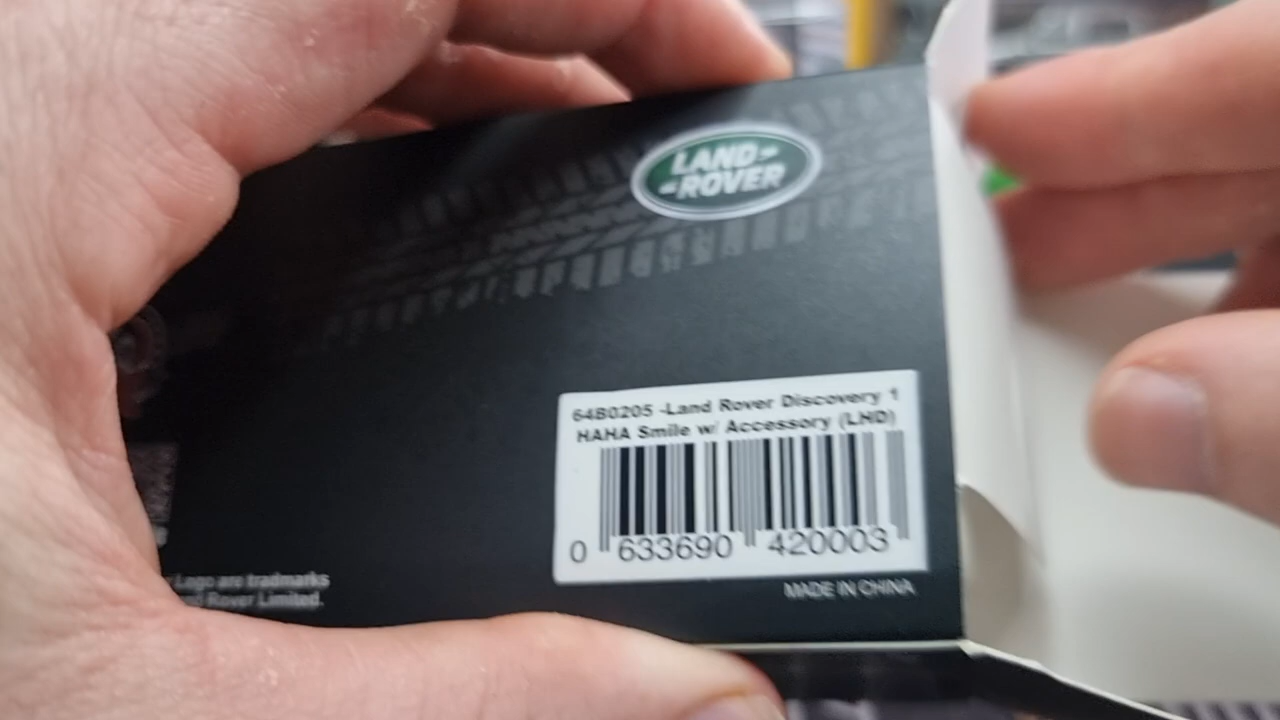 LAND-
-ROVER
64B0205 -Land Rover Discovery 1
HAHA Smile w/ Accessory (LHD)
0 633690 420003
MADE IN CHINA
Logo are tradmarks
Rover Limited.